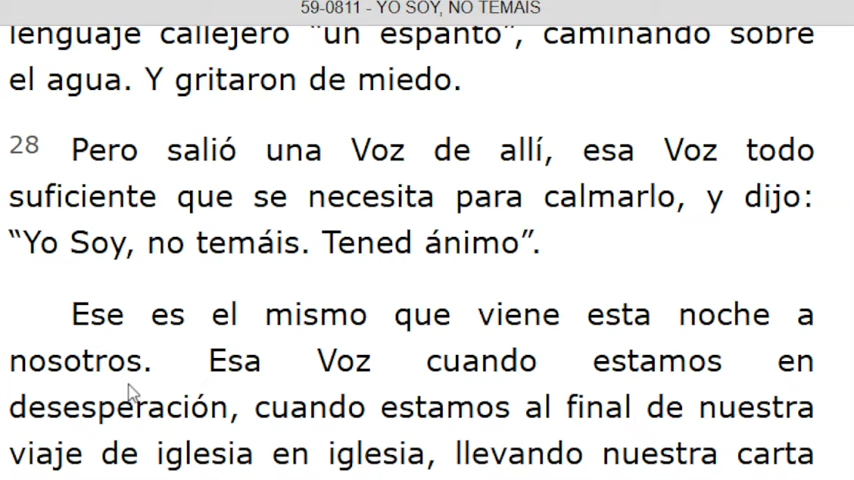 59-0811 - YO SOY, NO TEMAIS
lenguaje callejero “un espanto”, caminando sobre
el agua. Y gritaron de miedo.
28 Pero salió una Voz de allí, esa Voz todo
suficiente que se necesita para calmarlo, y dijo:
“Yo Soy, no temáis. Tened ánimo”.
Ese es el mismo que viene esta noche a
nosotros. Esa Voz cuando estamos en
desesperación, cuando estamos al final de nuestra
viaje de iglesia en iglesia, llevando nuestra carta